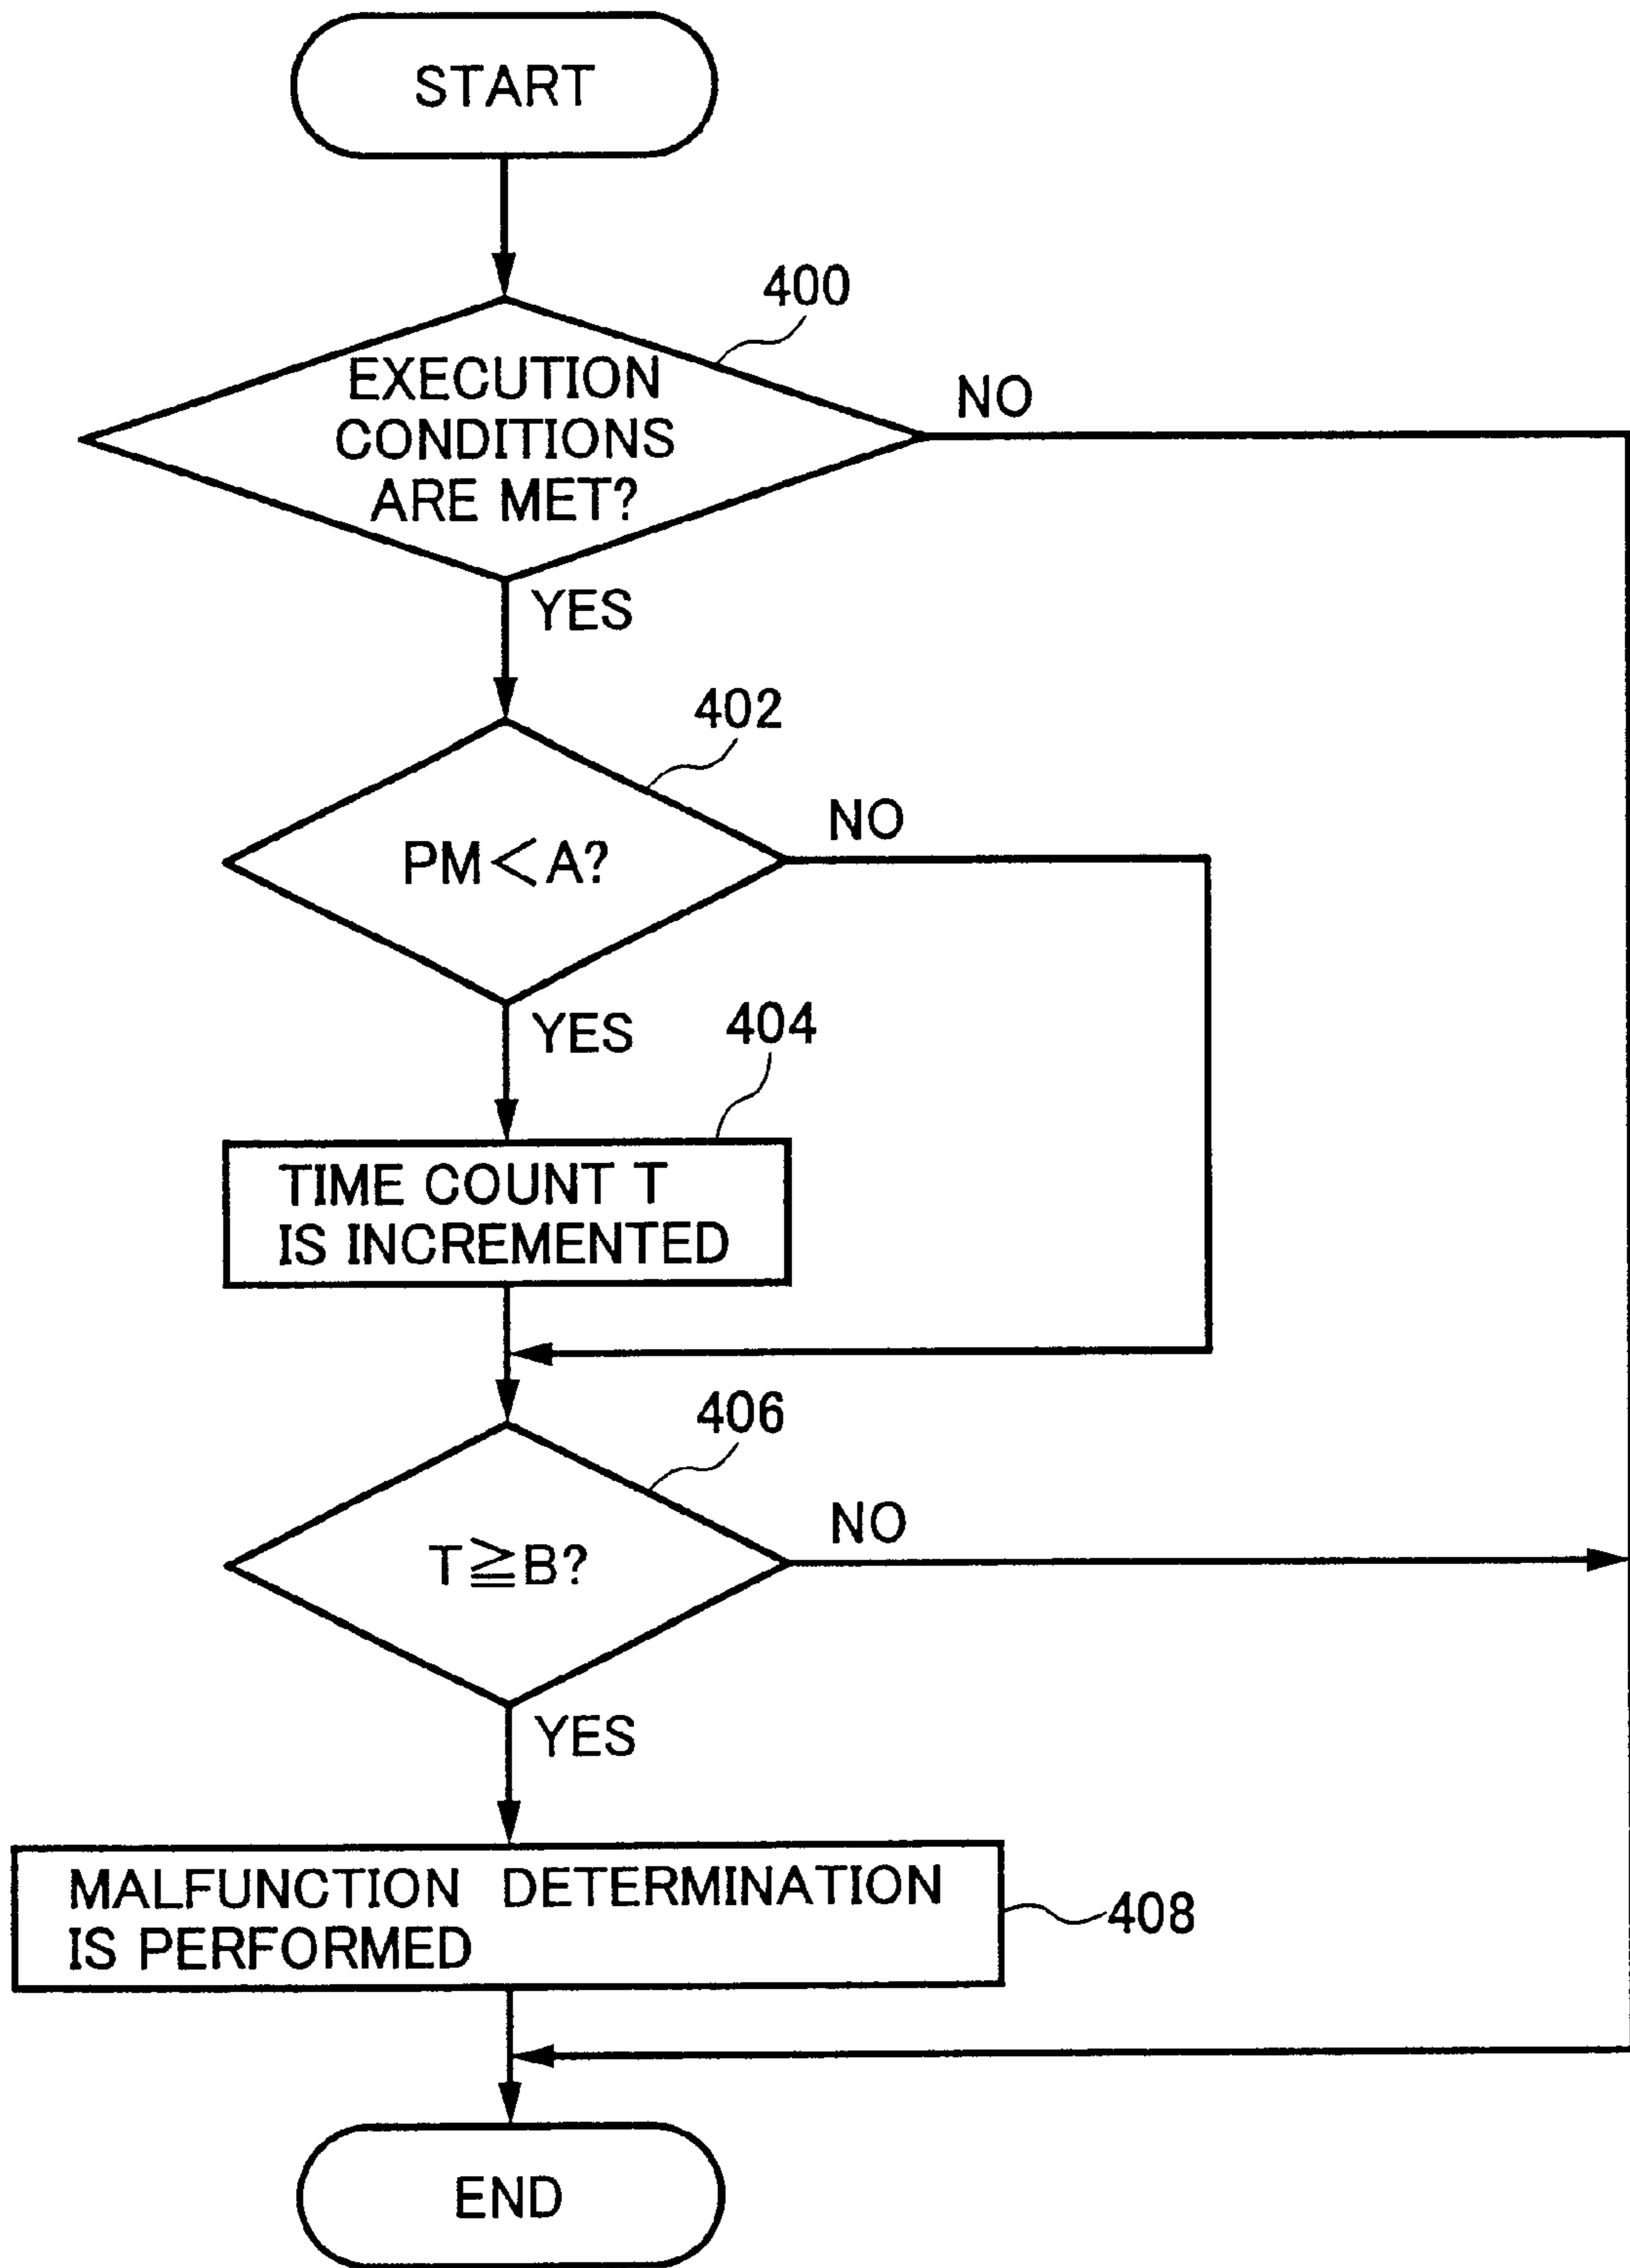 START
400
EXECUTION
CONDITIONS
ARE MET?
NO
YES
402
PM<A?
NO
YES
404
TIME COUNT T
IS INCREMENTED
406
T≧B?
NO
YES
MALFUNCTION DETERMINATION
IS PERFORMED
408
END